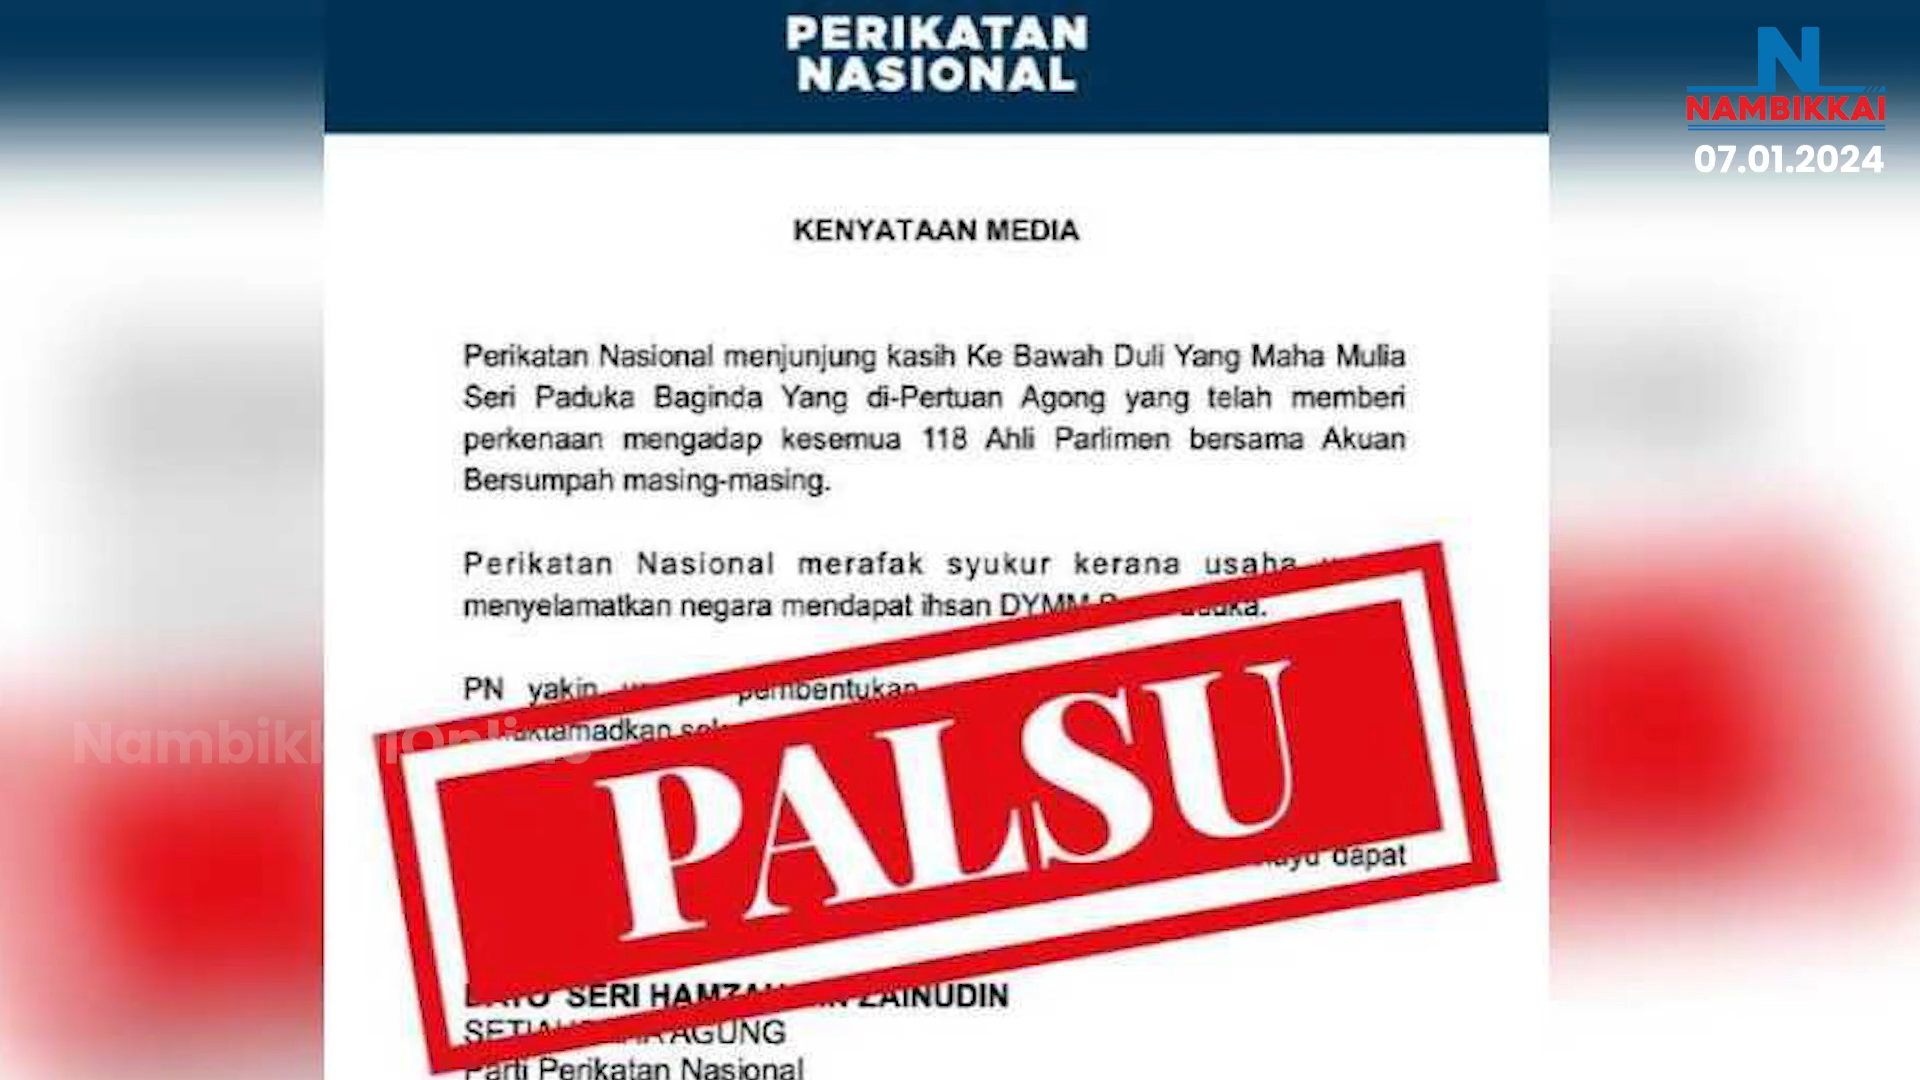 PERIKATAN
NASIONAL
NAMBIKKAI
07.01.2024
KENYATAAN MEDIA
Perikatan Nasional menjunjung kasih Ke Bawah Duli Yang Maha Mulia
Seri Paduka Baginda Yang di-Pertuan Agong yang telah memberi
perkenaan mengadap kesemua 118 Ahli Parlimen bersama Akuan
Bersumpah masing-masing.
Perikatan Nasional merafak syukur kerana usaha
menyelamatkan negara mendapat ihsan DYMM
PN yakin pembentukan
PALSU
dapat
SERI ZAINUDIN
AGUNG
Parti Perikatan Nasional